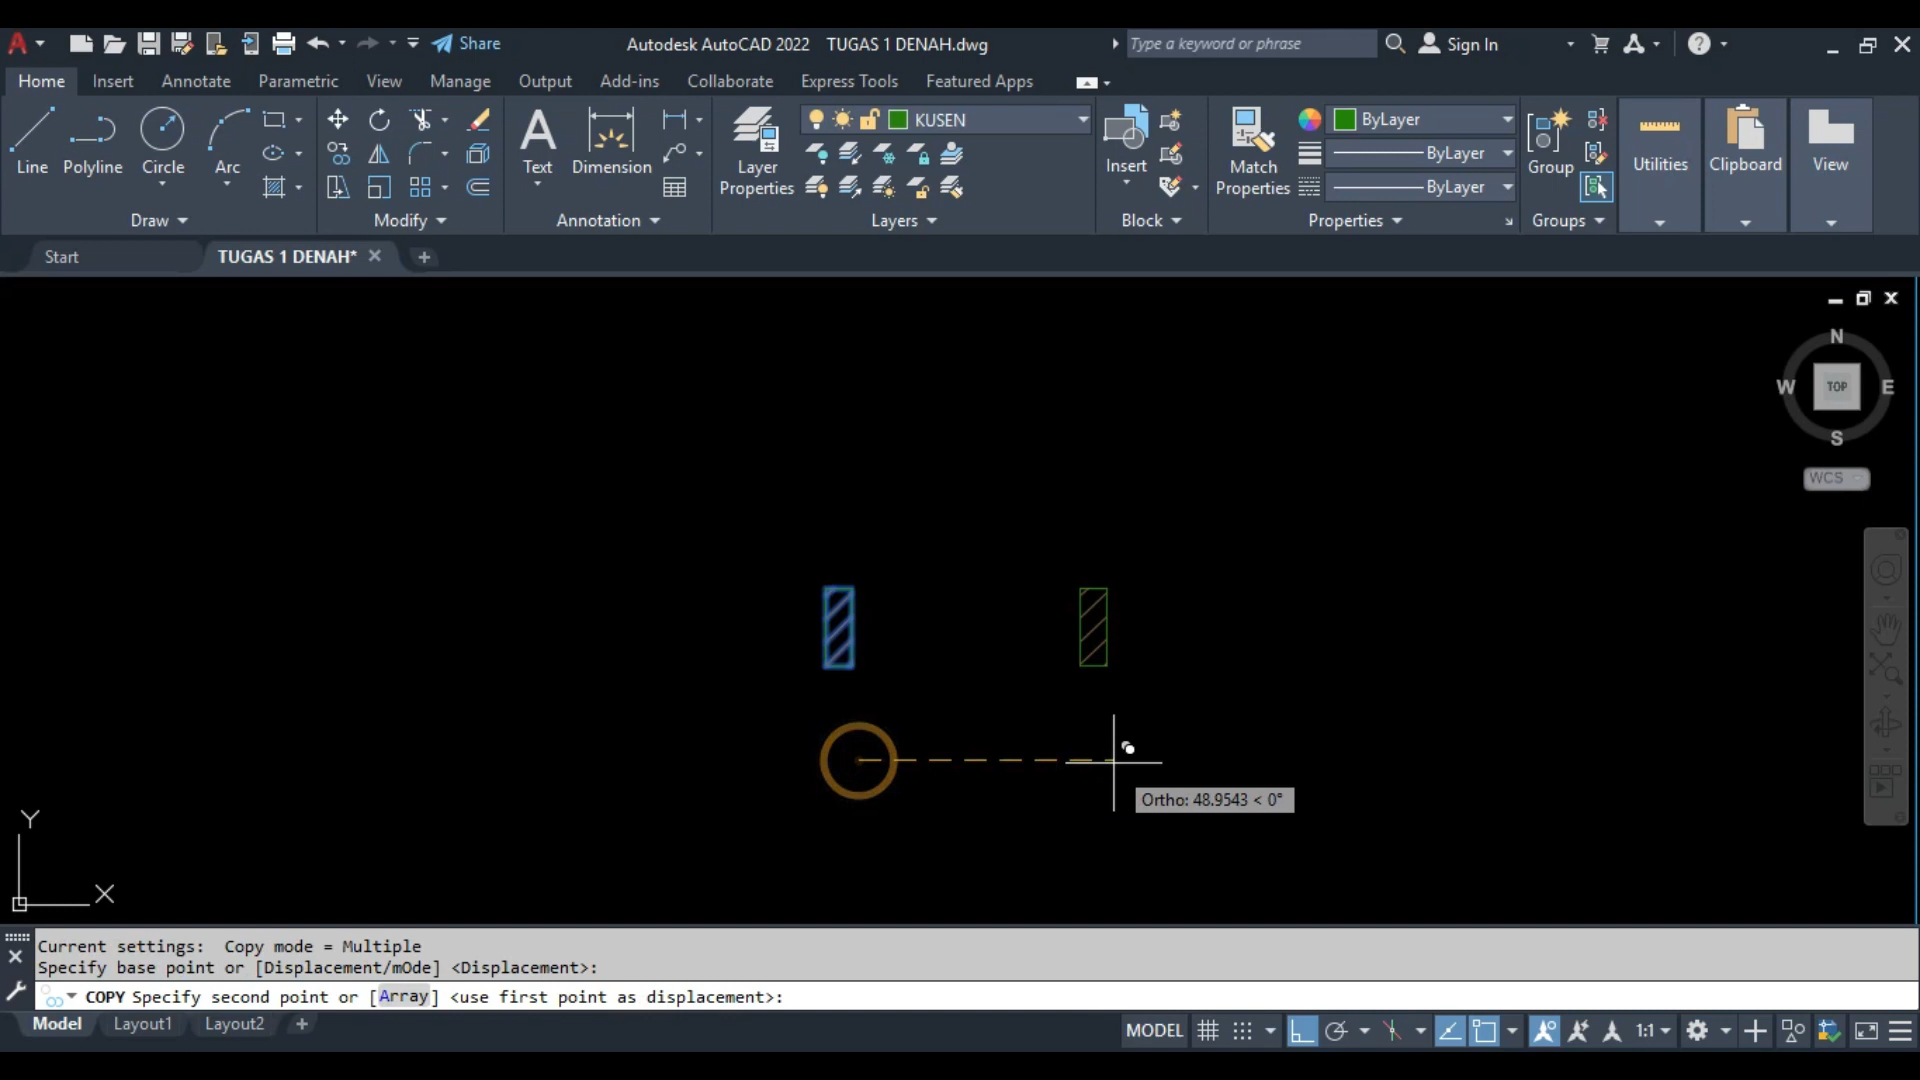 Share
Autodesk AutoCAD 2022 TUGAS 1 DENAH.dwg
Type a keyword or phrase
Sign In
Home Insert Annotate Parametric View Manage Output Add-ins Collaborate Express Tools Featured Apps
Line Polyline Circle Arc
Text Dimension
Layer Properties
KUSEN
Insert
Match Properties
ByLayer
ByLayer
ByLayer
Group
Utilities
Clipboard
View
Draw Modify Annotation Layers Block Properties Groups
Start TUGAS 1 DENAH*
N
W TOP E
S
WCS
Ortho: 48.9543 < 0°
Y
X
Current settings: Copy mode = Multiple
Specify base point or [Displacement/mOde] <Displacement>:
COPY Specify second point or [Array] <use first point as displacement>:
Model Layout1 Layout2
MODEL 1:1